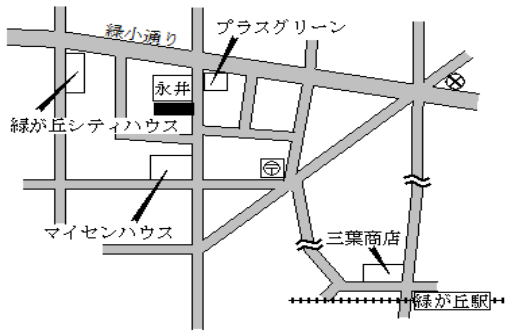 緑小通り
プラスグリーン
永井
緑が丘シティハウス
マイセンハウス
三葉商店
緑が丘駅